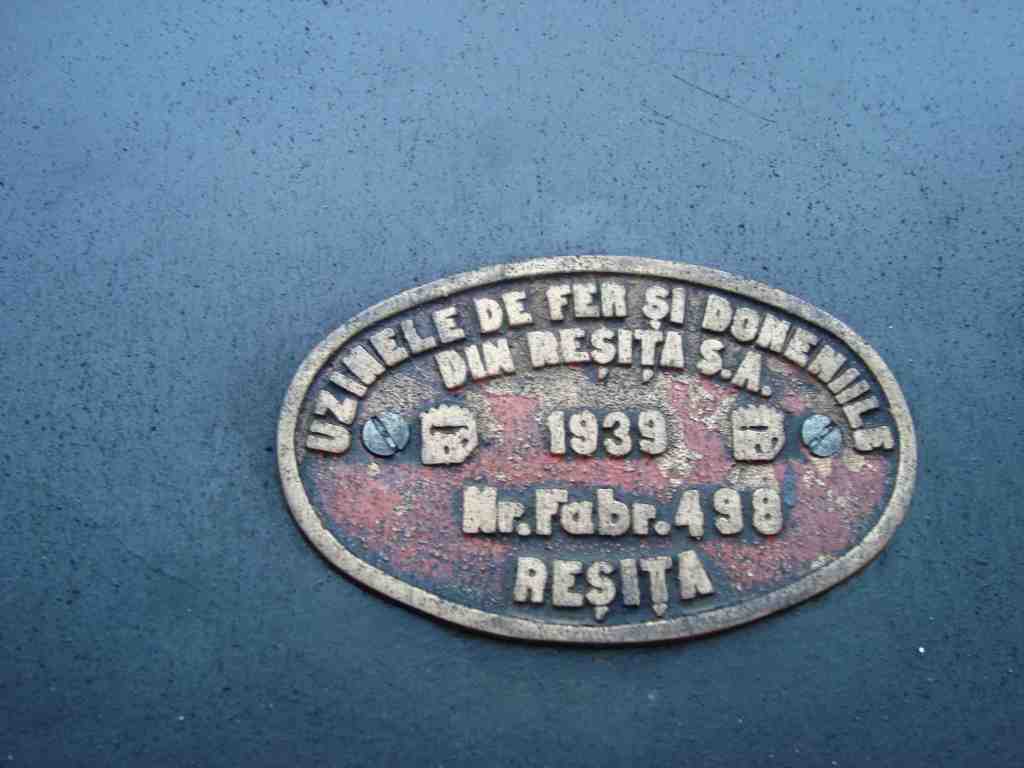 UZINELE DE FER ȘI DOMENIILE
DIN REȘIȚA S.A.
1939
Nr. Fabr. 498
REȘIȚA